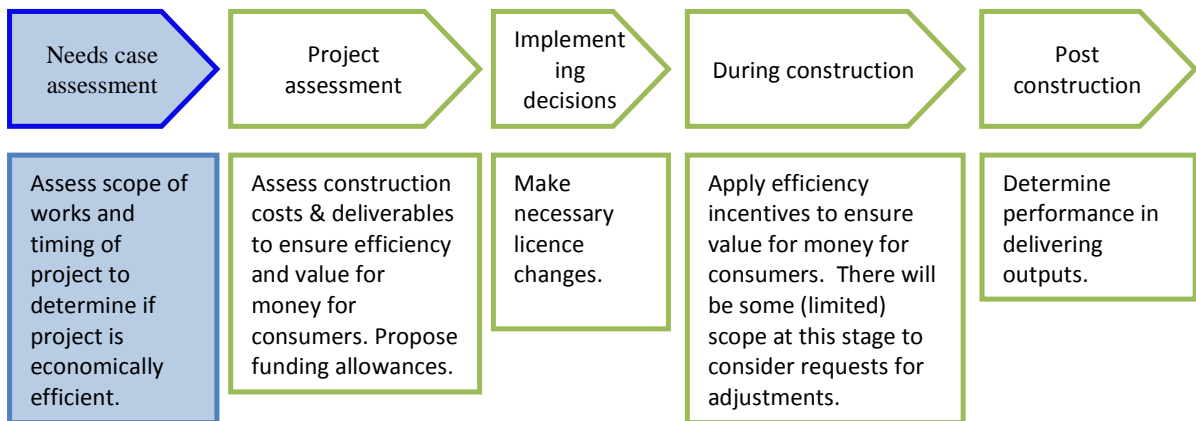 Needs case
assessment
Project
assessment
Implement
ing
decisions
During construction
Post
construction
Assess scope of
works and
timing of
project to
determine if
project is
economically
efficient.
Assess construction
costs & deliverables
to ensure efficiency
and value for
money for
consumers. Propose
funding allowances.
Make
necessary
licence
changes.
Apply efficiency
incentives to ensure
value for money for
consumers.  There will
be some (limited)
scope at this stage to
consider requests for
adjustments.
Determine
performance in
delivering
outputs.